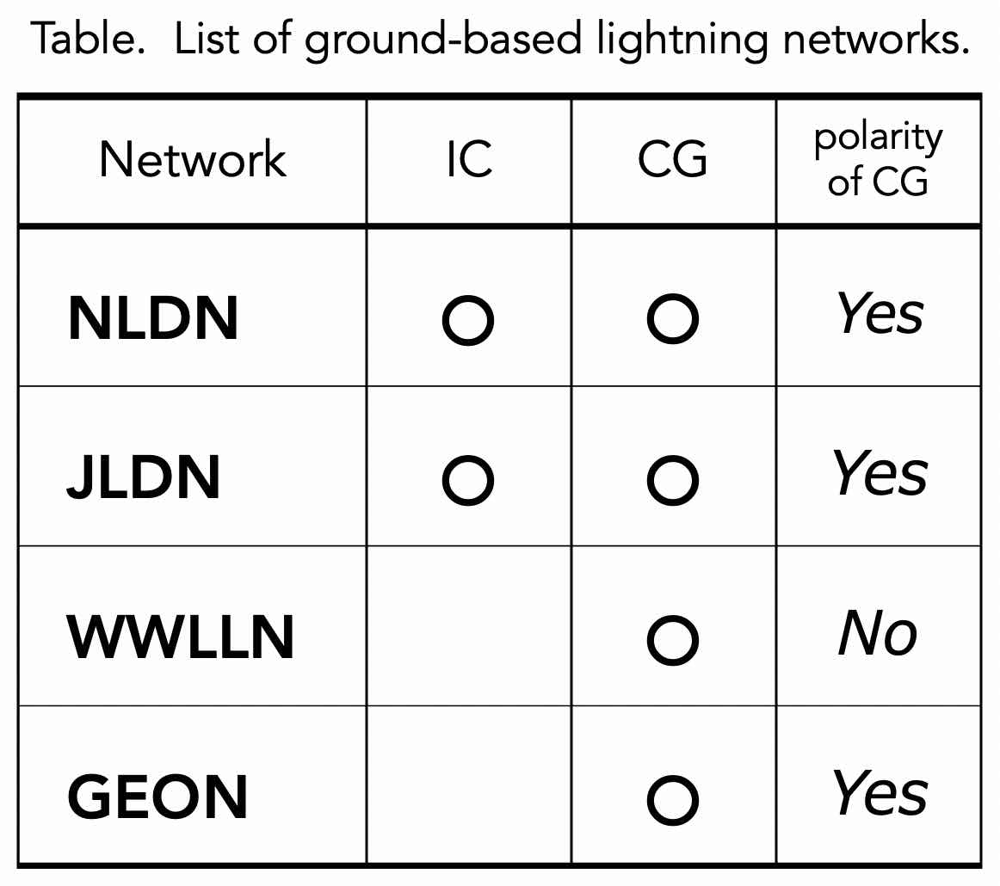 Table. List of ground-based lightning networks.
Network IC CG polarity of CG
NLDN ○ ○ Yes
JLDN ○ ○ Yes
WWLLN ○ No
GEON ○ Yes